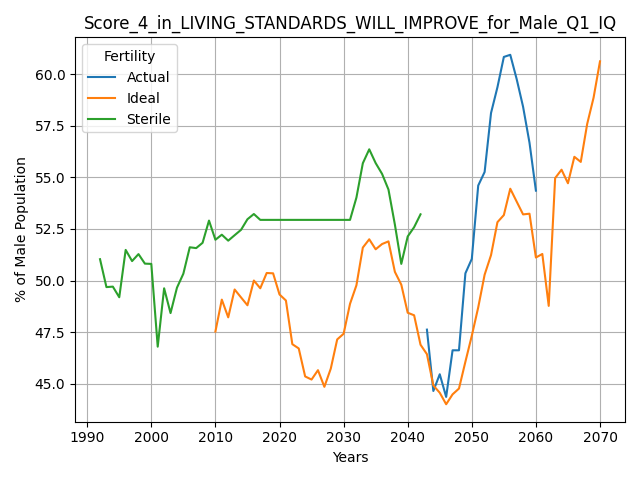 Score_4_in_LIVING_STANDARDS_WILL_IMPROVE_for_Male_Q1_IQ
Fertility
Actual
Ideal
Sterile
% of Male Population
60.0
57.5
55.0
52.5
50.0
47.5
45.0
1990 2000 2010 2020 2030 2040 2050 2060 2070
Years